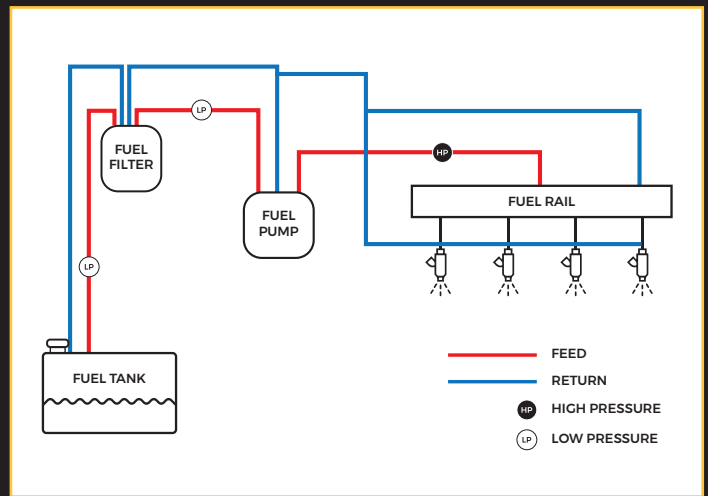 LP
FUEL
FILTER
HP
FUEL RAIL
FUEL
PUMP
LP
FUEL TANK
FEED
RETURN
HP HIGH PRESSURE
LP LOW PRESSURE